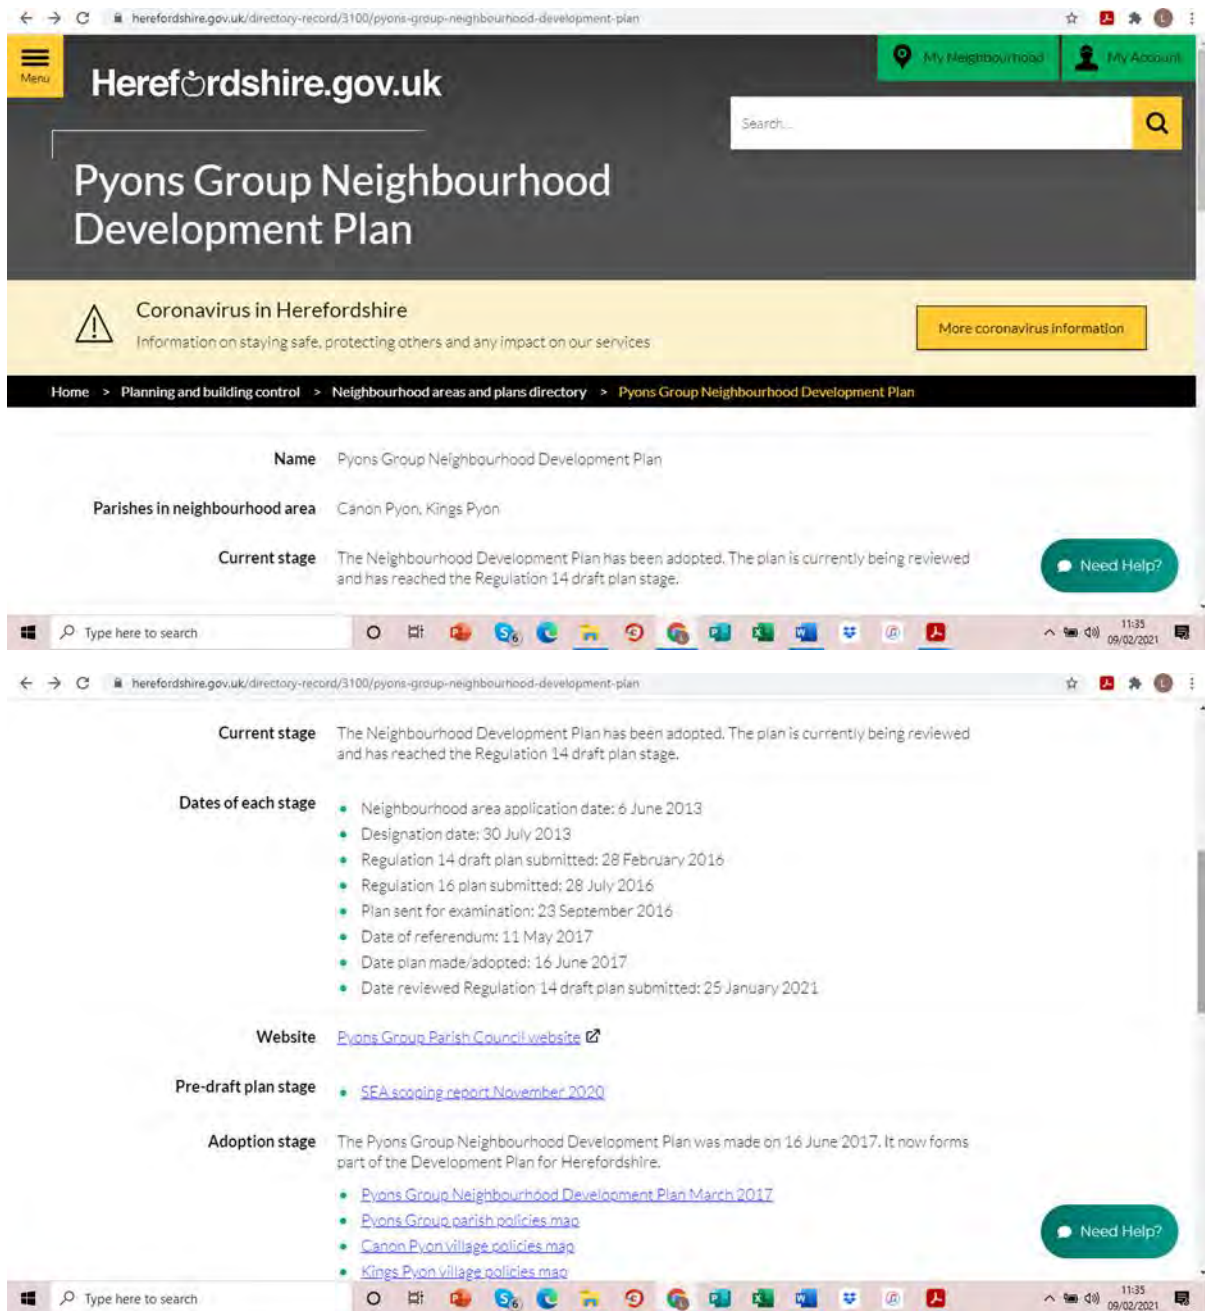 herefordshire.gov.uk/directory-record/3100/pyons-group-neighbourhood-development-plan
L
Menu
Herefordshire.gov.uk
My Neighbourhood
My Account
Search...
Pyons Group Neighbourhood
Development Plan
Coronavirus in Herefordshire
Information on staying safe, protecting others and any impact on our services
More coronavirus information
Home > Planning and building control > Neighbourhood areas and plans directory > Pyons Group Neighbourhood Development Plan
Name Pyons Group Neighbourhood Development Plan
Parishes in neighbourhood area Canon Pyon, Kings Pyon
Current stage The Neighbourhood Development Plan has been adopted. The plan is currently being reviewed
and has reached the Regulation 14 draft plan stage.
Need Help?
Type here to search
11:35
09/02/2021
herefordshire.gov.uk/directory-record/3100/pyons-group-neighbourhood-development-plan
L
Current stage The Neighbourhood Development Plan has been adopted. The plan is currently being reviewed
and has reached the Regulation 14 draft plan stage.
Dates of each stage
• Neighbourhood area application date: 6 June 2013
• Designation date: 30 July 2013
• Regulation 14 draft plan submitted: 28 February 2016
• Regulation 16 plan submitted: 28 July 2016
• Plan sent for examination: 23 September 2016
• Date of referendum: 11 May 2017
• Date plan made/adopted: 16 June 2017
• Date reviewed Regulation 14 draft plan submitted: 25 January 2021
Website Pyons Group Parish Council website
Pre-draft plan stage • SEA scoping report November 2020
Adoption stage The Pyons Group Neighbourhood Development Plan was made on 16 June 2017. It now forms
part of the Development Plan for Herefordshire.
• Pyons Group Neighbourhood Development Plan March 2017
• Pyons Group parish policies map
• Canon Pyon village policies map
• Kings Pyon village policies map
Need Help?
Type here to search
11:35
09/02/2021